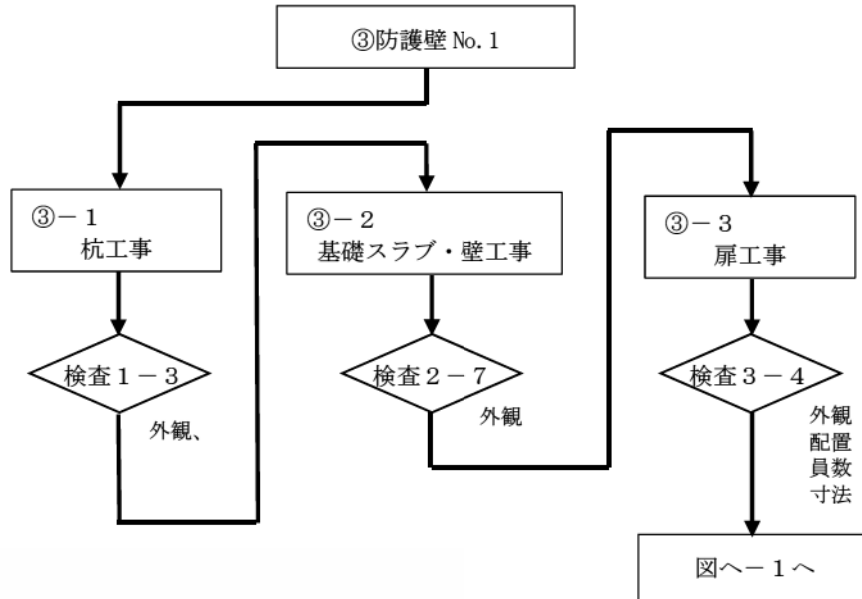 ③防護壁 No.1
③－１
杭工事
検査１－３
外観、
③－２
基礎スラブ・壁工事
検査２－７
外観
③－３
扉工事
検査３－４
外観
配置
員数
寸法
図へ－１へ